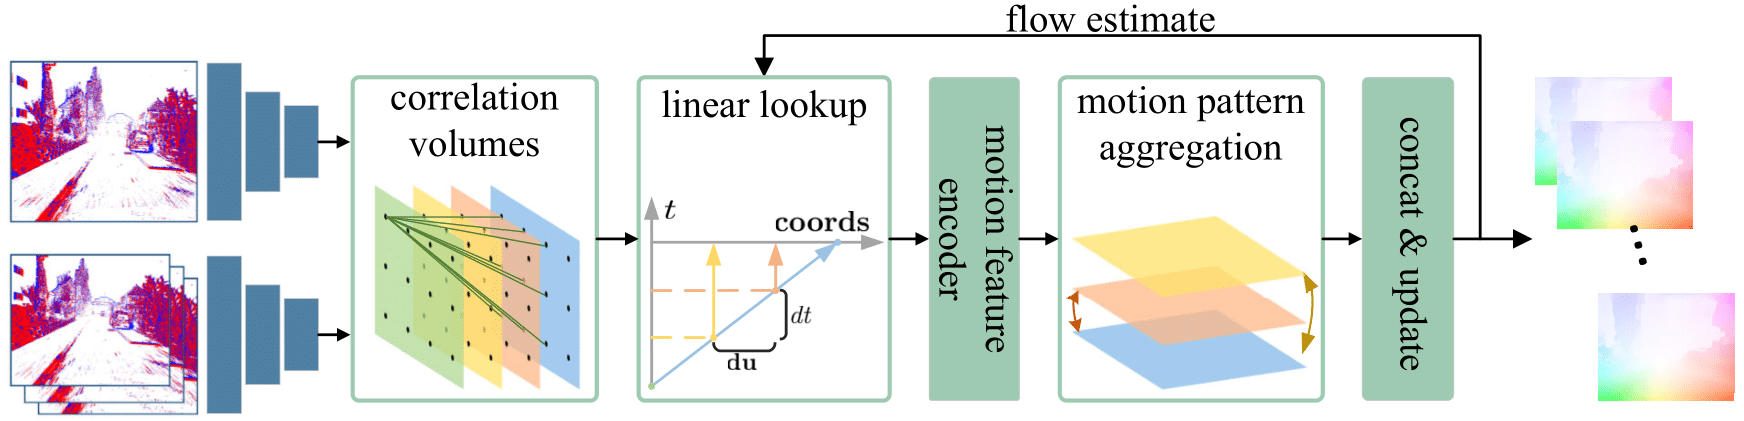 flow estimate
correlation
volumes
linear lookup
t
coords
dt
du
motion feature
encoder
motion pattern
aggregation
concat & update